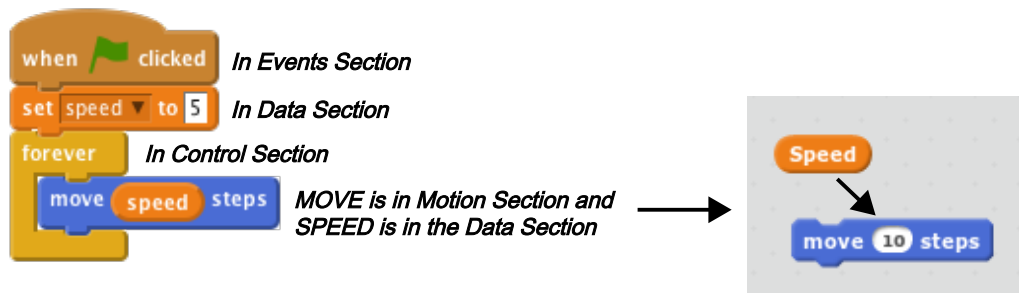 when clicked In Events Section
set speed to 5 In Data Section
forever In Control Section
move speed steps MOVE is in Motion Section and
SPEED is in the Data Section
Speed
move 10 steps